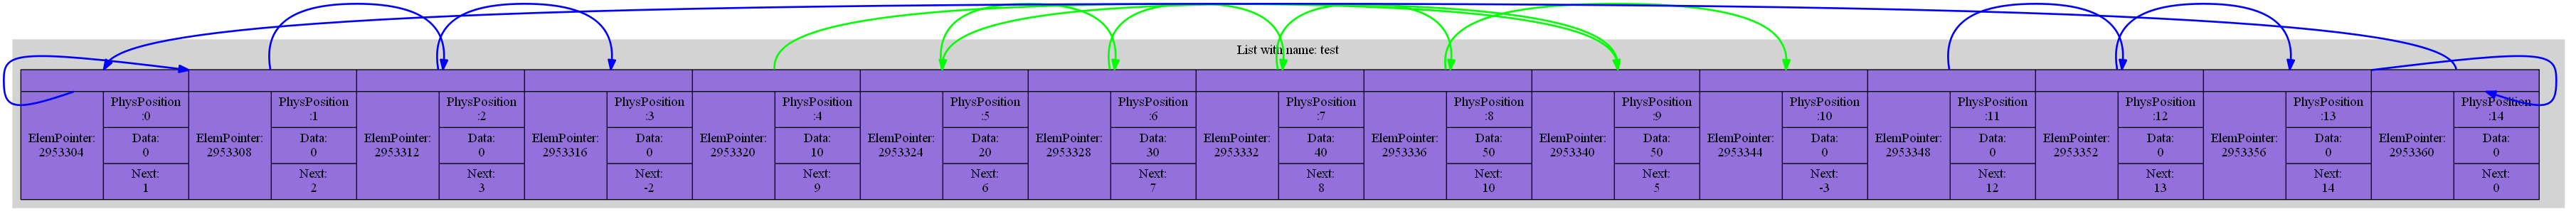 List with name: test
ElemPointer:
2953304
PhysPosition
:0
Data:
0
Next:
1
ElemPointer:
2953308
PhysPosition
:1
Data:
0
Next:
2
ElemPointer:
2953312
PhysPosition
:2
Data:
0
Next:
3
ElemPointer:
2953316
PhysPosition
:3
Data:
0
Next:
-2
ElemPointer:
2953320
PhysPosition
:4
Data:
10
Next:
9
ElemPointer:
2953324
PhysPosition
:5
Data:
20
Next:
6
ElemPointer:
2953328
PhysPosition
:6
Data:
30
Next:
7
ElemPointer:
2953332
PhysPosition
:7
Data:
40
Next:
8
ElemPointer:
2953336
PhysPosition
:8
Data:
50
Next:
10
ElemPointer:
2953340
PhysPosition
:9
Data:
50
Next:
5
ElemPointer:
2953344
PhysPosition
:10
Data:
0
Next:
-3
ElemPointer:
2953348
PhysPosition
:11
Data:
0
Next:
12
ElemPointer:
2953352
PhysPosition
:12
Data:
0
Next:
13
ElemPointer:
2953356
PhysPosition
:13
Data:
0
Next:
14
ElemPointer:
2953360
PhysPosition
:14
Data:
0
Next:
0